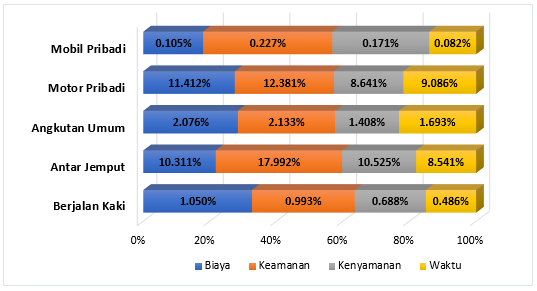 Mobil Pribadi 0.105% 0.227% 0.171% 0.082%
Motor Pribadi 11.412% 12.381% 8.641% 9.086%
Angkutan Umum 2.076% 2.133% 1.408% 1.693%
Antar Jemput 10.311% 17.992% 10.525% 8.541%
Berjalan Kaki 1.050% 0.993% 0.688% 0.486%
0% 20% 40% 60% 80% 100%
Biaya Keamanan Kenyamanan Waktu